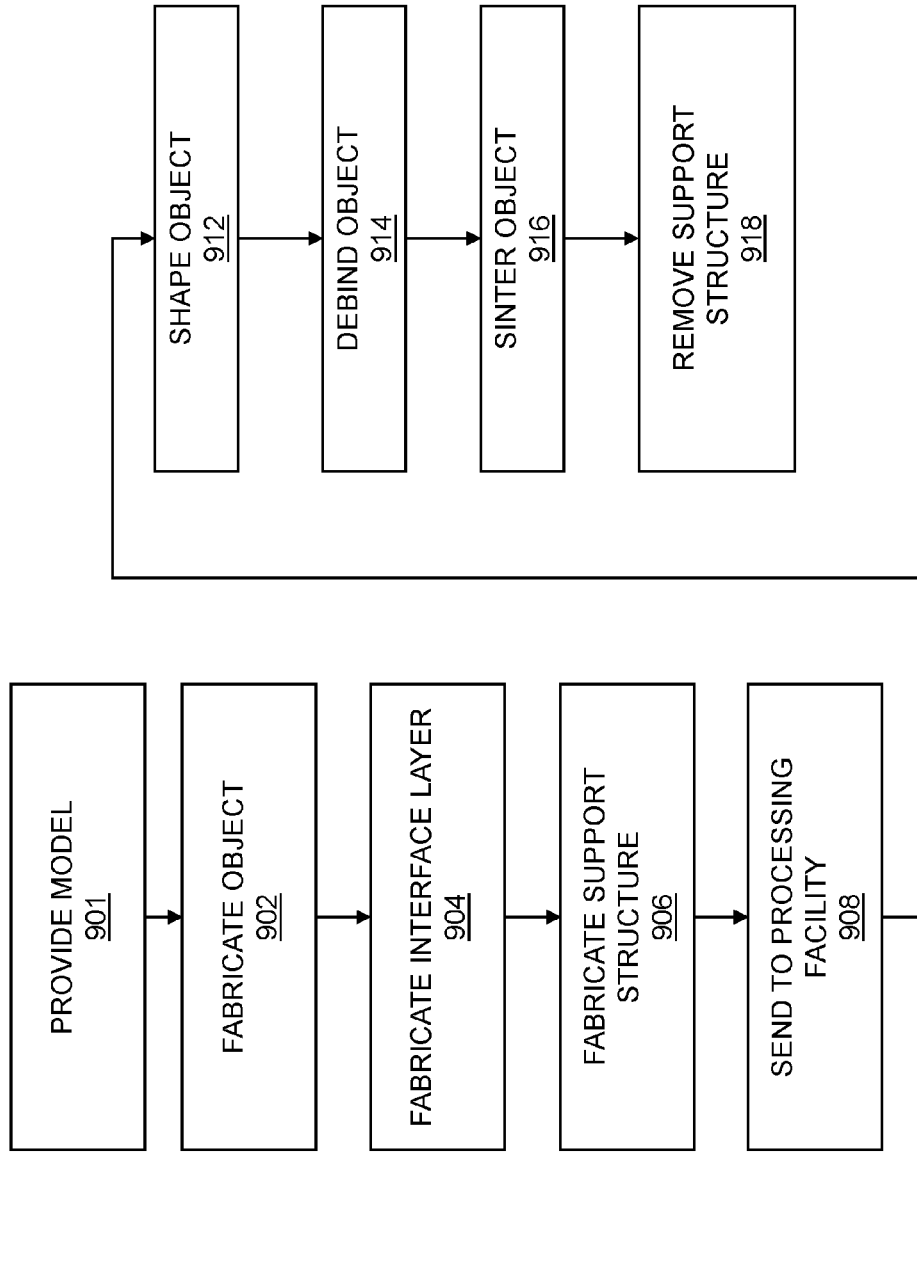 PROVIDE MODEL
901
FABRICATE OBJECT
902
FABRICATE INTERFACE LAYER
904
FABRICATE SUPPORT
STRUCTURE
906
SEND TO PROCESSING
FACILITY
908
SHAPE OBJECT
912
DEBIND OBJECT
914
SINTER OBJECT
916
REMOVE SUPPORT
STRUCTURE
918